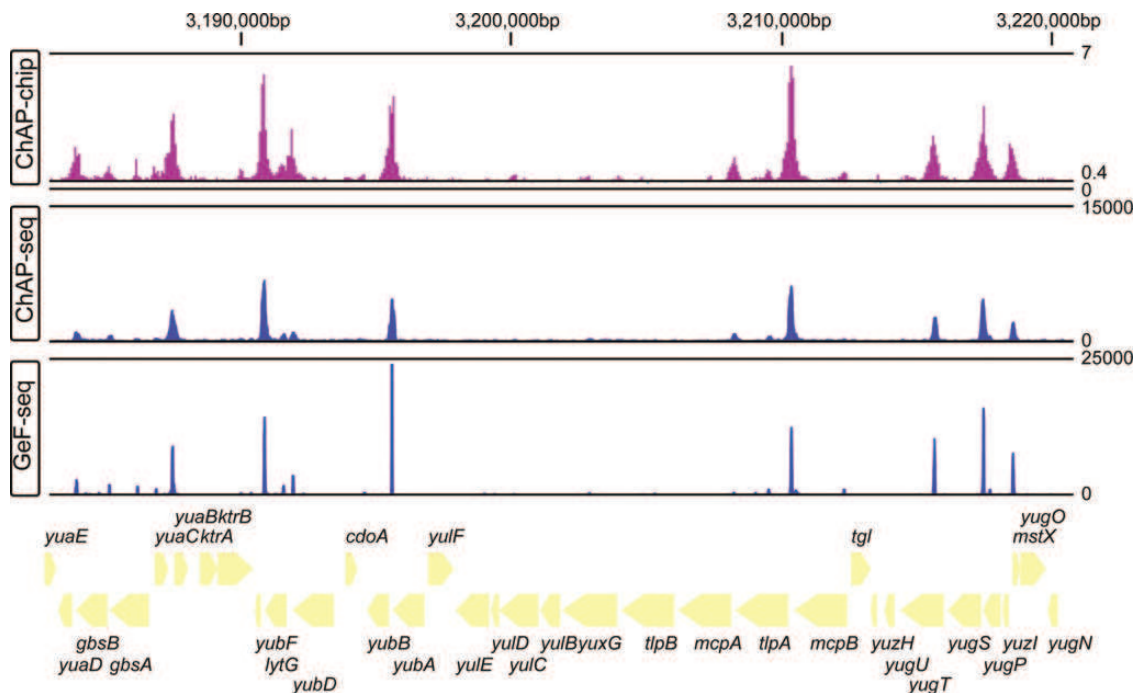 3,190,000bp 3,200,000bp 3,210,000bp 3,220,000bp
ChAP-chip
7
0.4
0
ChAP-seq
15000
0
GeF-seq
25000
0
yuaBktrB yugO
yuaE yuaCktrA cdoA yulF tgl mstX
gbsB yubF yubB yulD yulByuxG tlpB mcpA tlpA mcpB yuzH yugS yuzI yugN
yuaD gbsA lytG yubA yulE yulC yugU yugP
yubD yugT